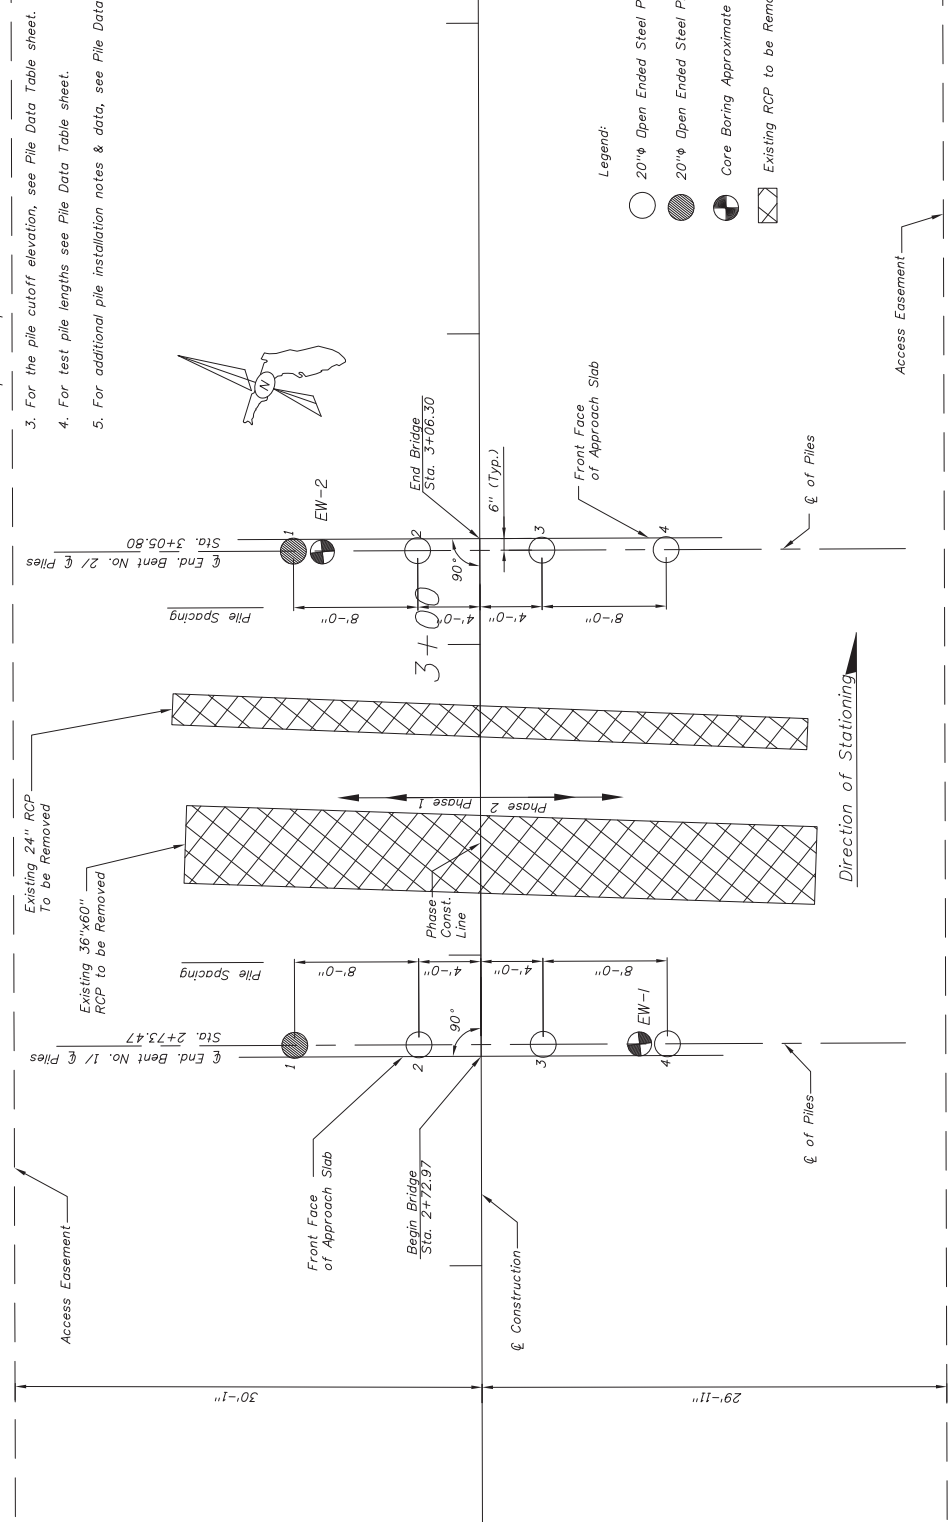 3. For the pile cutoff elevation, see Pile Data Table sheet.
4. For test pile lengths see Pile Data Table sheet.
5. For additional pile installation notes & data, see Pile Data
Legend:
20"Φ Open Ended Steel P
20"Φ Open Ended Steel P
Core Boring Approximate
Existing RCP to be Rem
N
Access Easement
Existing 24" RCP
To be Removed
Existing 36"x60"
RCP to be Removed
℄ End. Bent No. 1/ ℄ Piles
Sta. 2+73.47
Pile Spacing
8'-0"
4'-0"
4'-0"
8'-0"
1
2
3
4
EW-1
90°
Front Face
of Approach Slab
Begin Bridge
Sta. 2+72.97
℄ Construction
Phase
Const.
Line
Phase 1
Phase 2
℄ of Piles
℄ End. Bent No. 2/ ℄ Piles
Sta. 3+05.80
Pile Spacing
8'-0"
4'-0"
4'-0"
8'-0"
1
2
3
4
EW-2
90°
3+00
End Bridge
Sta. 3+06.30
6" (Typ.)
Front Face
of Approach Slab
℄ of Piles
Direction of Stationing
Access Easement
30'-1"
29'-11"